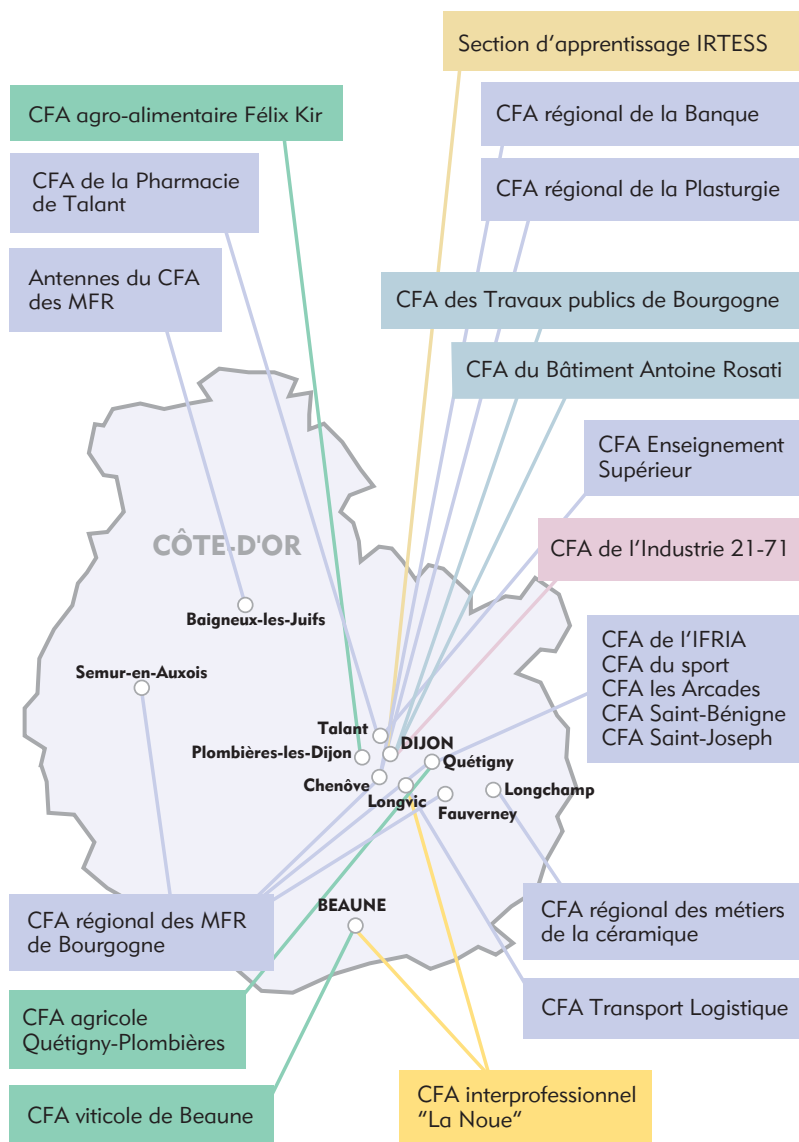 Section d'apprentissage IRTESS
CFA agro-alimentaire Félix Kir
CFA régional de la Banque
CFA de la Pharmacie
de Talant
CFA régional de la Plasturgie
Antennes du CFA
des MFR
CFA des Travaux publics de Bourgogne
CFA du Bâtiment Antoine Rosati
CFA Enseignement
Supérieur
CÔTE-D'OR
CFA de l'Industrie 21-71
Baigneux-les-Juifs
CFA de l'IFRIA
CFA du sport
CFA les Arcades
CFA Saint-Bénigne
CFA Saint-Joseph
Semur-en-Auxois
Talant
DIJON
Plombières-les-Dijon
Quétigny
Chenôve
Longvic
Longchamp
Fauverney
BEAUNE
CFA régional des MFR
de Bourgogne
CFA régional des métiers
de la céramique
CFA agricole
Quétigny-Plombières
CFA Transport Logistique
CFA viticole de Beaune
CFA interprofessionnel
"La Noue"